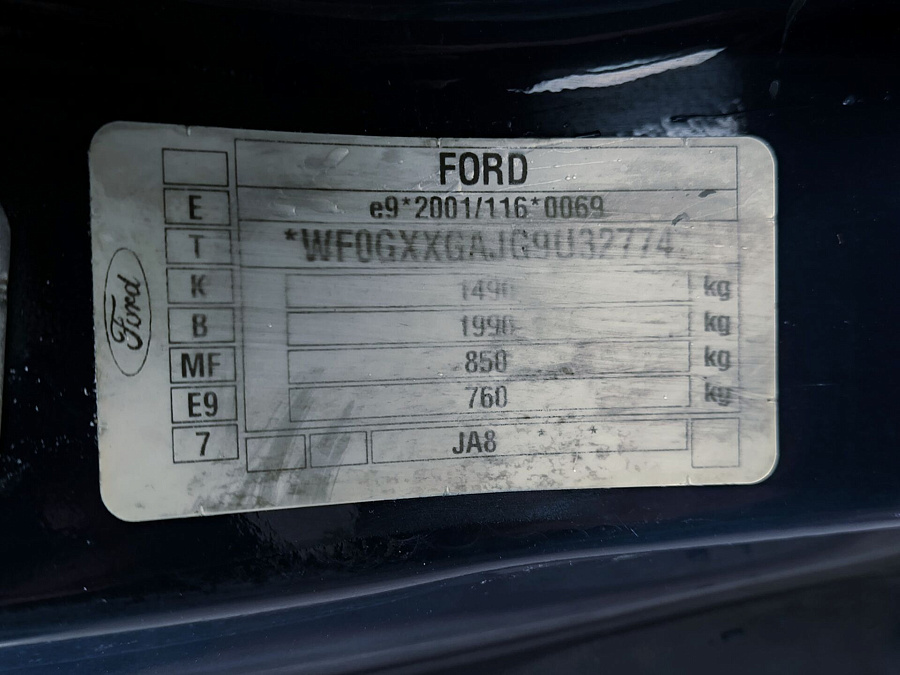 FORD
E e9*2001/116*0069
T *WF0GXXGAJG9U32774
K 1490 kg
B 1990 kg
MF 850 kg
E9 760 kg
7 JA8 * *
Ford